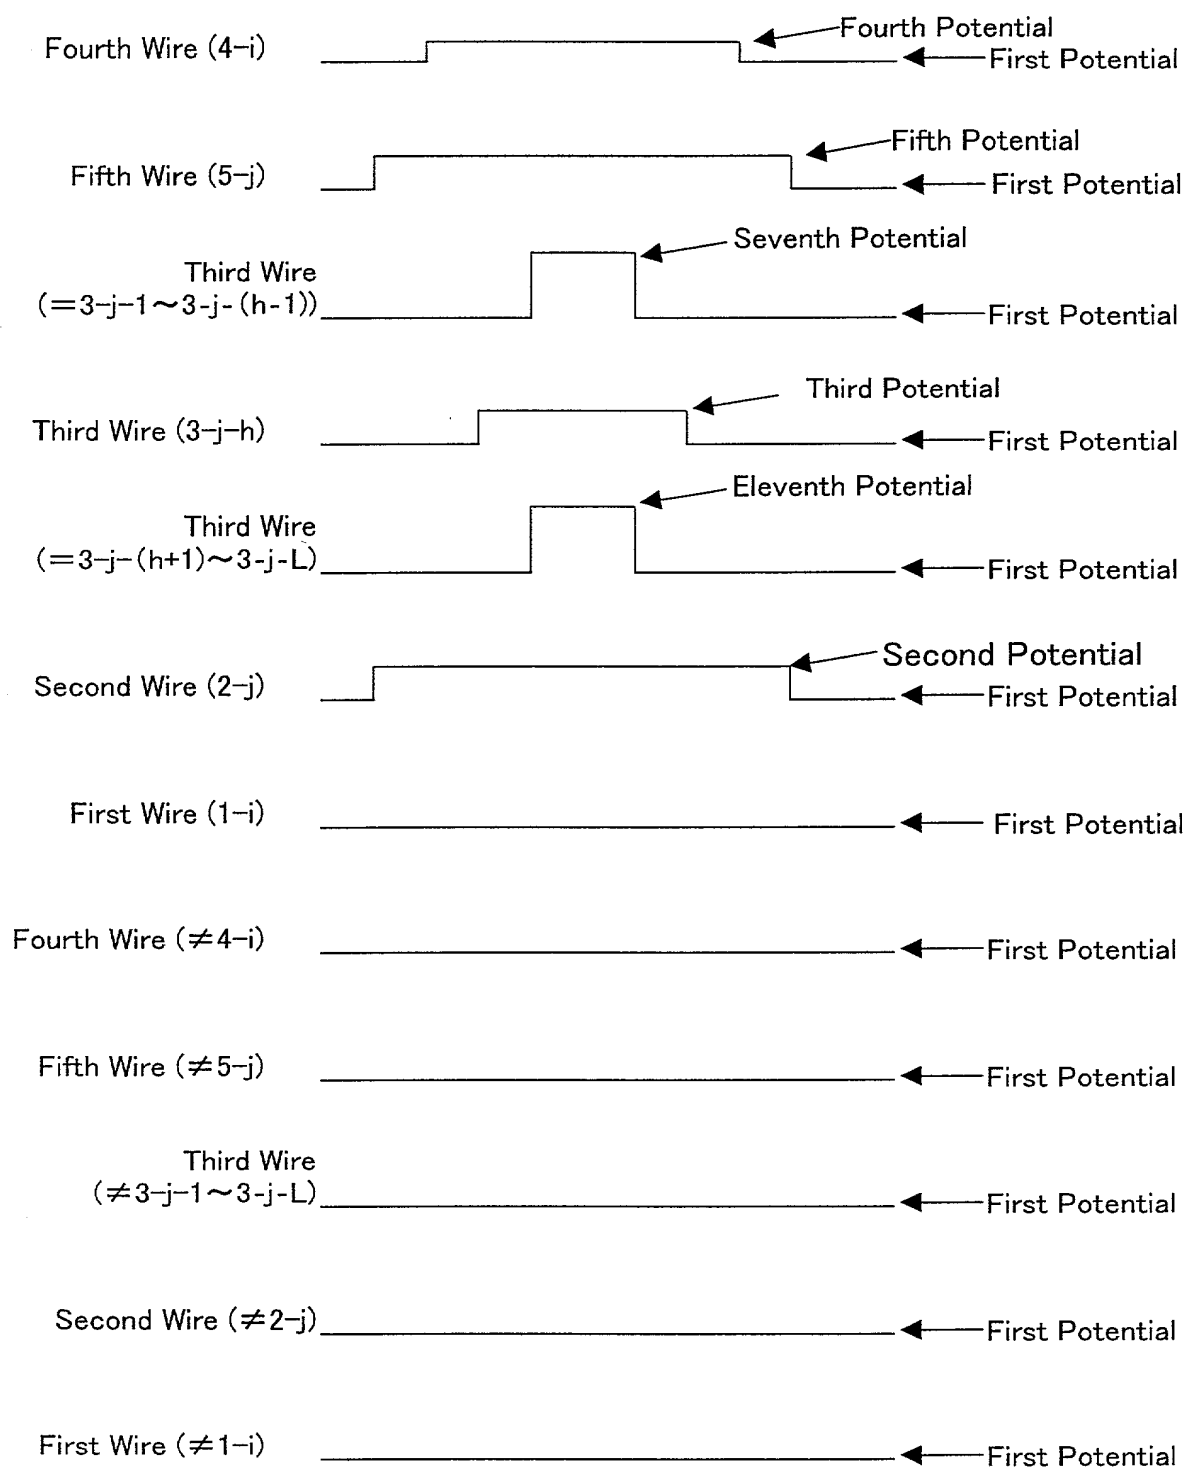 Fourth Wire (4-i)
Fourth Potential
First Potential
Fifth Wire (5-j)
Fifth Potential
First Potential
Seventh Potential
Third Wire
(=3-j-1～3-j-(h-1))
First Potential
Third Potential
Third Wire (3-j-h)
First Potential
Eleventh Potential
Third Wire
(=3-j-(h+1)～3-j-L)
First Potential
Second Potential
Second Wire (2-j)
First Potential
First Wire (1-i)
First Potential
Fourth Wire (≠4-i)
First Potential
Fifth Wire (≠5-j)
First Potential
Third Wire
(≠3-j-1～3-j-L)
First Potential
Second Wire (≠2-j)
First Potential
First Wire (≠1-i)
First Potential